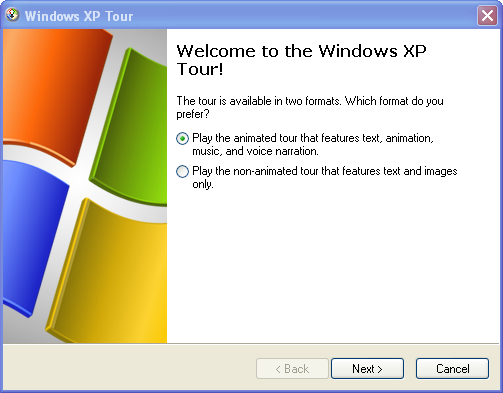 Windows XP Tour
Welcome to the Windows XP
Tour!
The tour is available in two formats. Which format do you
prefer?
Play the animated tour that features text, animation,
music, and voice narration.
Play the non-animated tour that features text and images
only.
< Back
Next >
Cancel